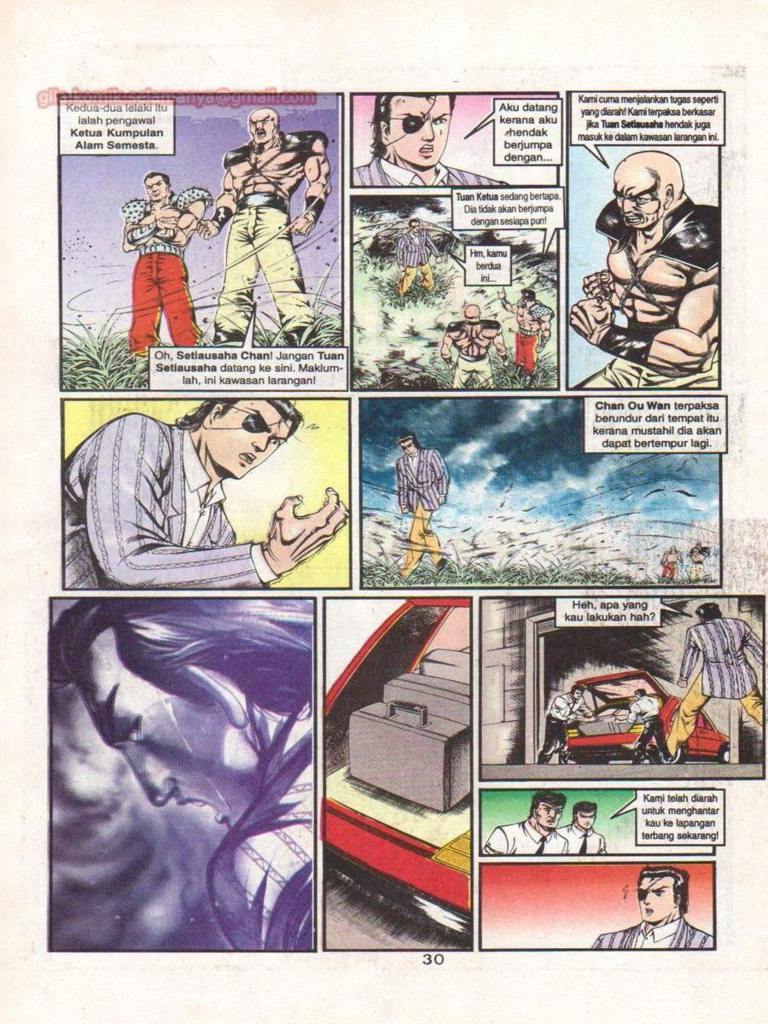 Kedua-dua lelaki itu
ialah pengawal
Ketua Kumpulan
Alam Semesta.
Oh, Setiausaha Chan! Jangan Tuan
Setiausaha datang ke sini. Maklum-
lah, ini kawasan larangan!
Aku datang
kerana aku
hendak
berjumpa
dengan...
Tuan Ketua sedang bertapa.
Dia tidak akan berjumpa
dengan sesiapa pun!
Hm, kamu
berdua
ini...
Kami cuma menjalankan tugas seperti
yang diarah! Kami terpaksa berkasar
jika Tuan Setiausaha hendak juga
masuk ke dalam kawasan larangan ini.
Chan Ou Wan terpaksa
berundur dari tempat itu
kerana mustahil dia akan
dapat bertempur lagi.
Heh, apa yang
kau lakukan hah?
Kami telah diarah
untuk menghantar
kau ke lapangan
terbang sekarang!
30